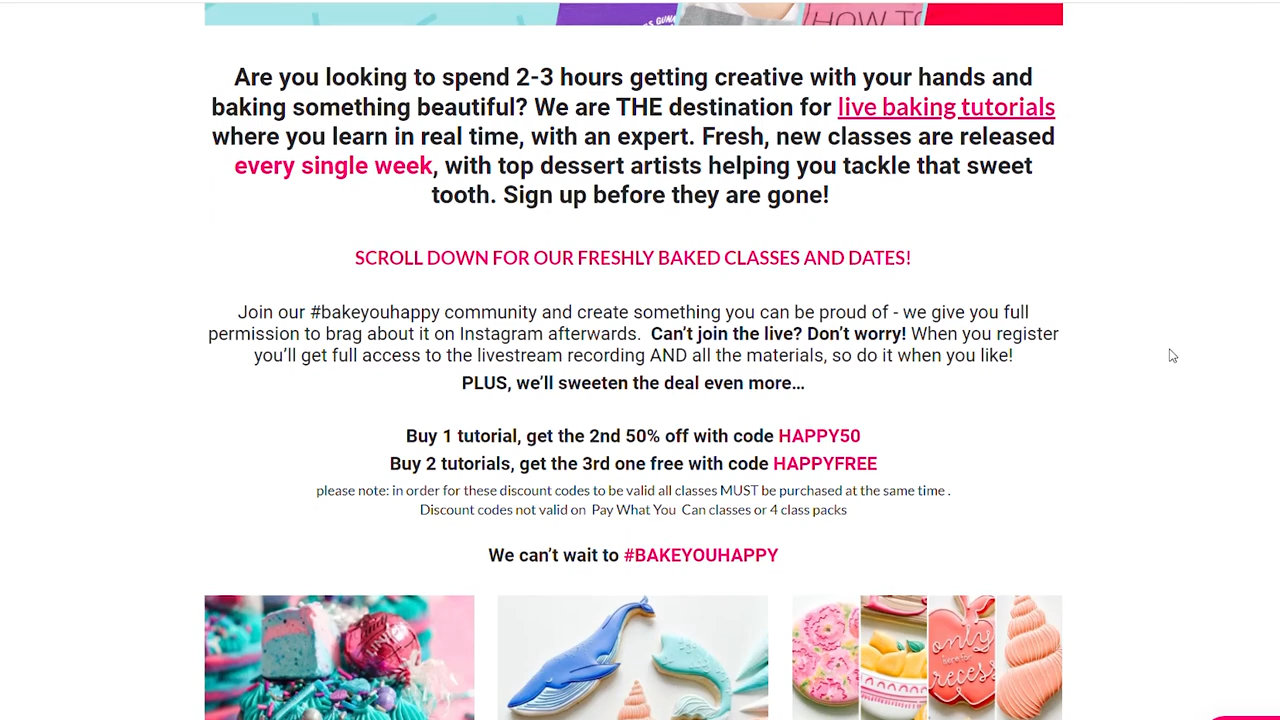 GUNA
HOW TO
Are you looking to spend 2-3 hours getting creative with your hands and
baking something beautiful? We are THE destination for live baking tutorials
where you learn in real time, with an expert. Fresh, new classes are released
every single week, with top dessert artists helping you tackle that sweet
tooth. Sign up before they are gone!
SCROLL DOWN FOR OUR FRESHLY BAKED CLASSES AND DATES!
Join our #bakeyouhappy community and create something you can be proud of - we give you full
permission to brag about it on Instagram afterwards. Can’t join the live? Don’t worry! When you register
you’ll get full access to the livestream recording AND all the materials, so do it when you like!
PLUS, we’ll sweeten the deal even more…
Buy 1 tutorial, get the 2nd 50% off with code HAPPY50
Buy 2 tutorials, get the 3rd one free with code HAPPYFREE
please note: in order for these discount codes to be valid all classes MUST be purchased at the same time .
Discount codes not valid on Pay What You Can classes or 4 class packs
We can’t wait to #BAKEYOUHAPPY
only
here for
recess